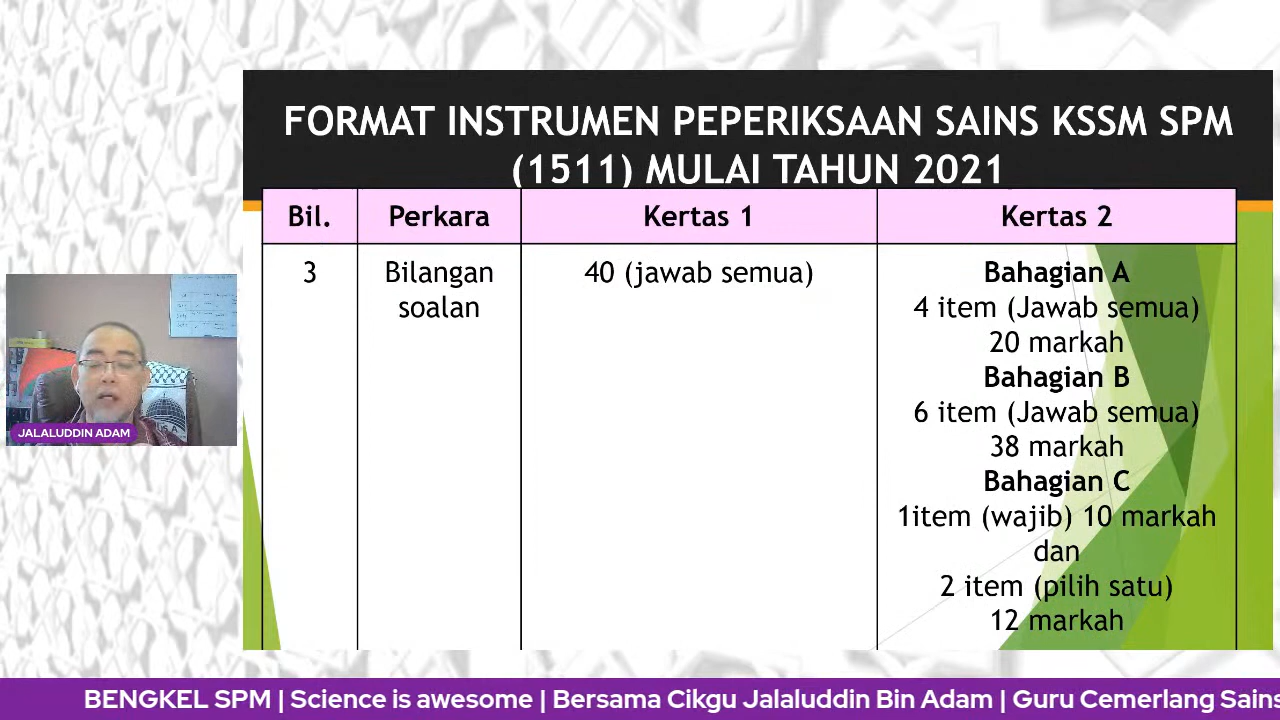 FORMAT INSTRUMEN PEPERIKSAAN SAINS KSSM SPM
(1511) MULAI TAHUN 2021
Bil.
Perkara
Kertas 1
Kertas 2
3
Bilangan
soalan
40 (jawab semua)
Bahagian A
4 item (Jawab semua)
20 markah
Bahagian B
6 item (Jawab semua)
38 markah
Bahagian C
1item (wajib) 10 markah
dan
2 item (pilih satu)
12 markah
JALALUDDIN ADAM
BENGKEL SPM | Science is awesome | Bersama Cikgu Jalaluddin Bin Adam | Guru Cemerlang Sains